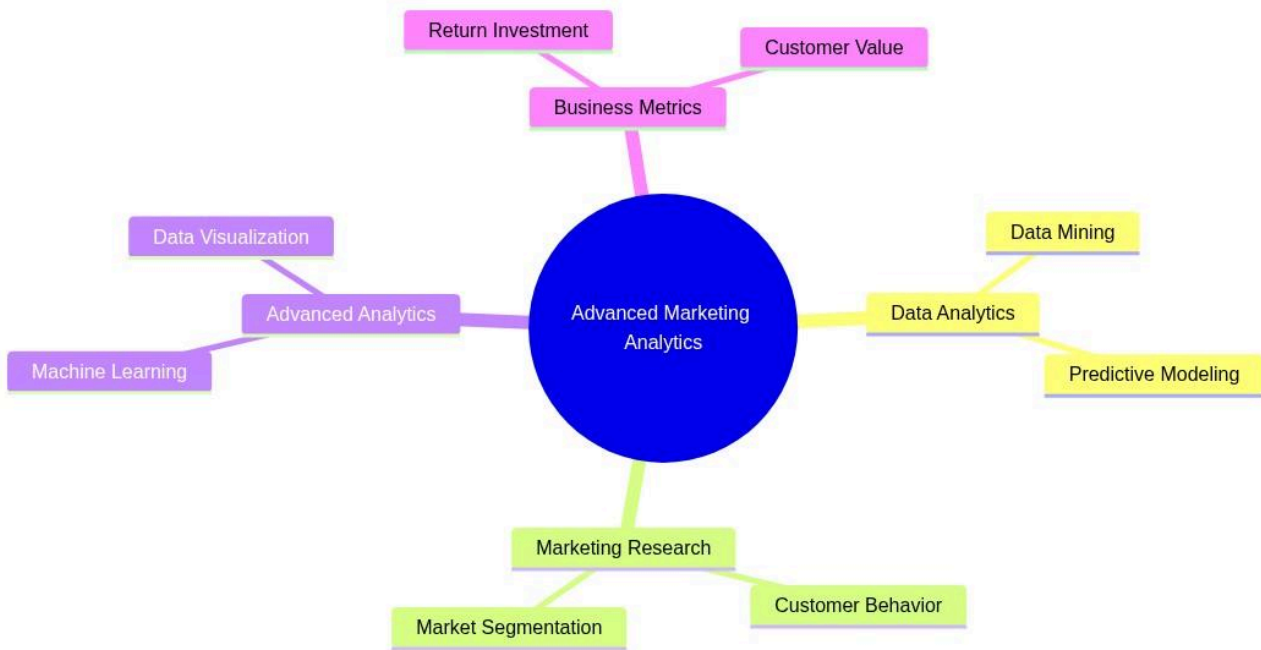 Return Investment
Customer Value
Business Metrics
Data Visualization
Data Mining
Advanced Analytics
Advanced Marketing
Analytics
Data Analytics
Machine Learning
Predictive Modeling
Marketing Research
Customer Behavior
Market Segmentation